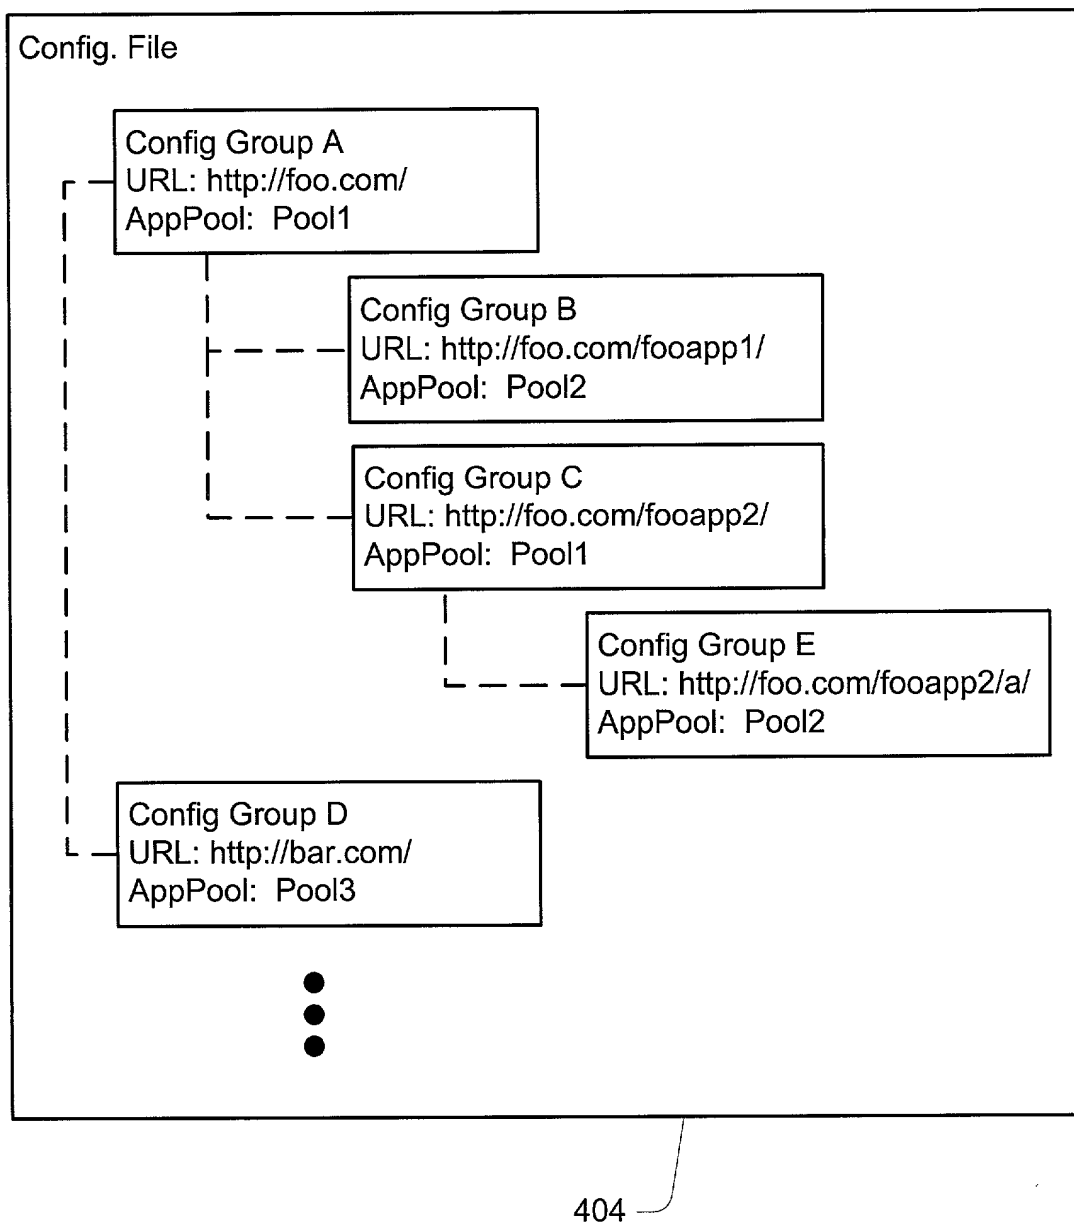 Config. File
Config Group A
URL: http://foo.com/
AppPool: Pool1
Config Group B
URL: http://foo.com/fooapp1/
AppPool: Pool2
Config Group C
URL: http://foo.com/fooapp2/
AppPool: Pool1
Config Group E
URL: http://foo.com/fooapp2/a/
AppPool: Pool2
Config Group D
URL: http://bar.com/
AppPool: Pool3
404